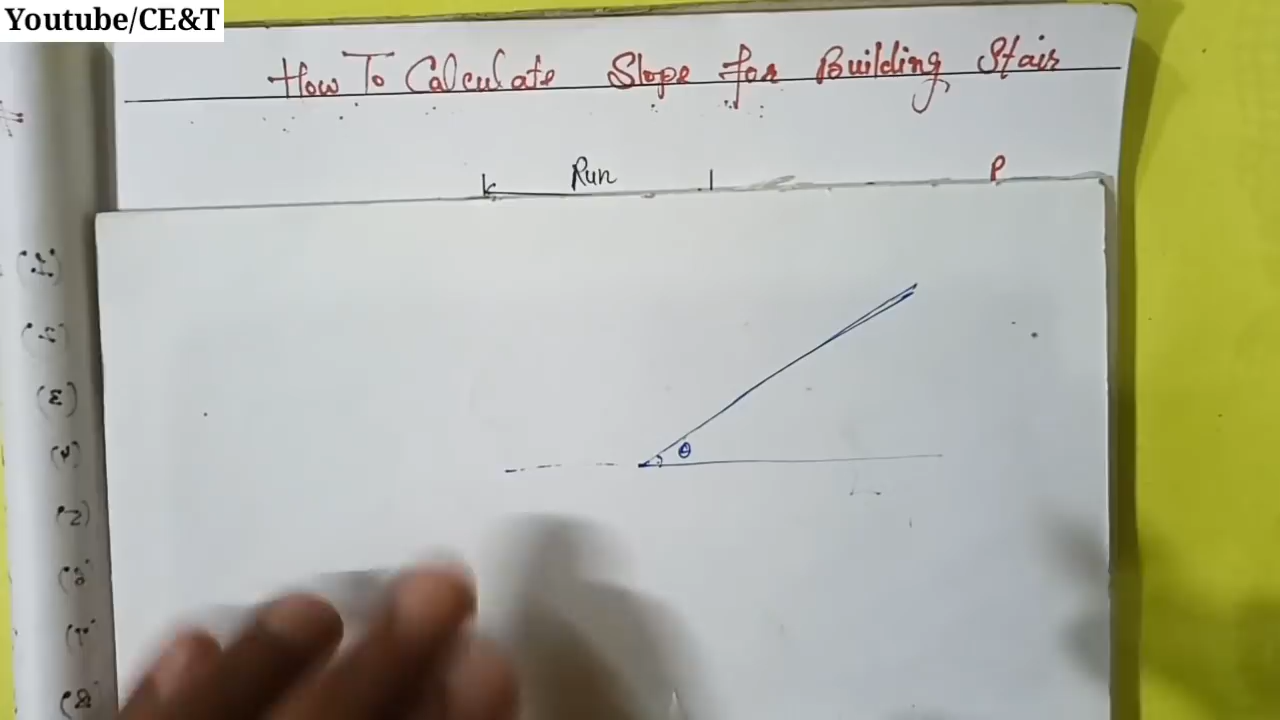 Youtube/CE&T
How To Calculate Slope for Building Stair
Run
P
θ